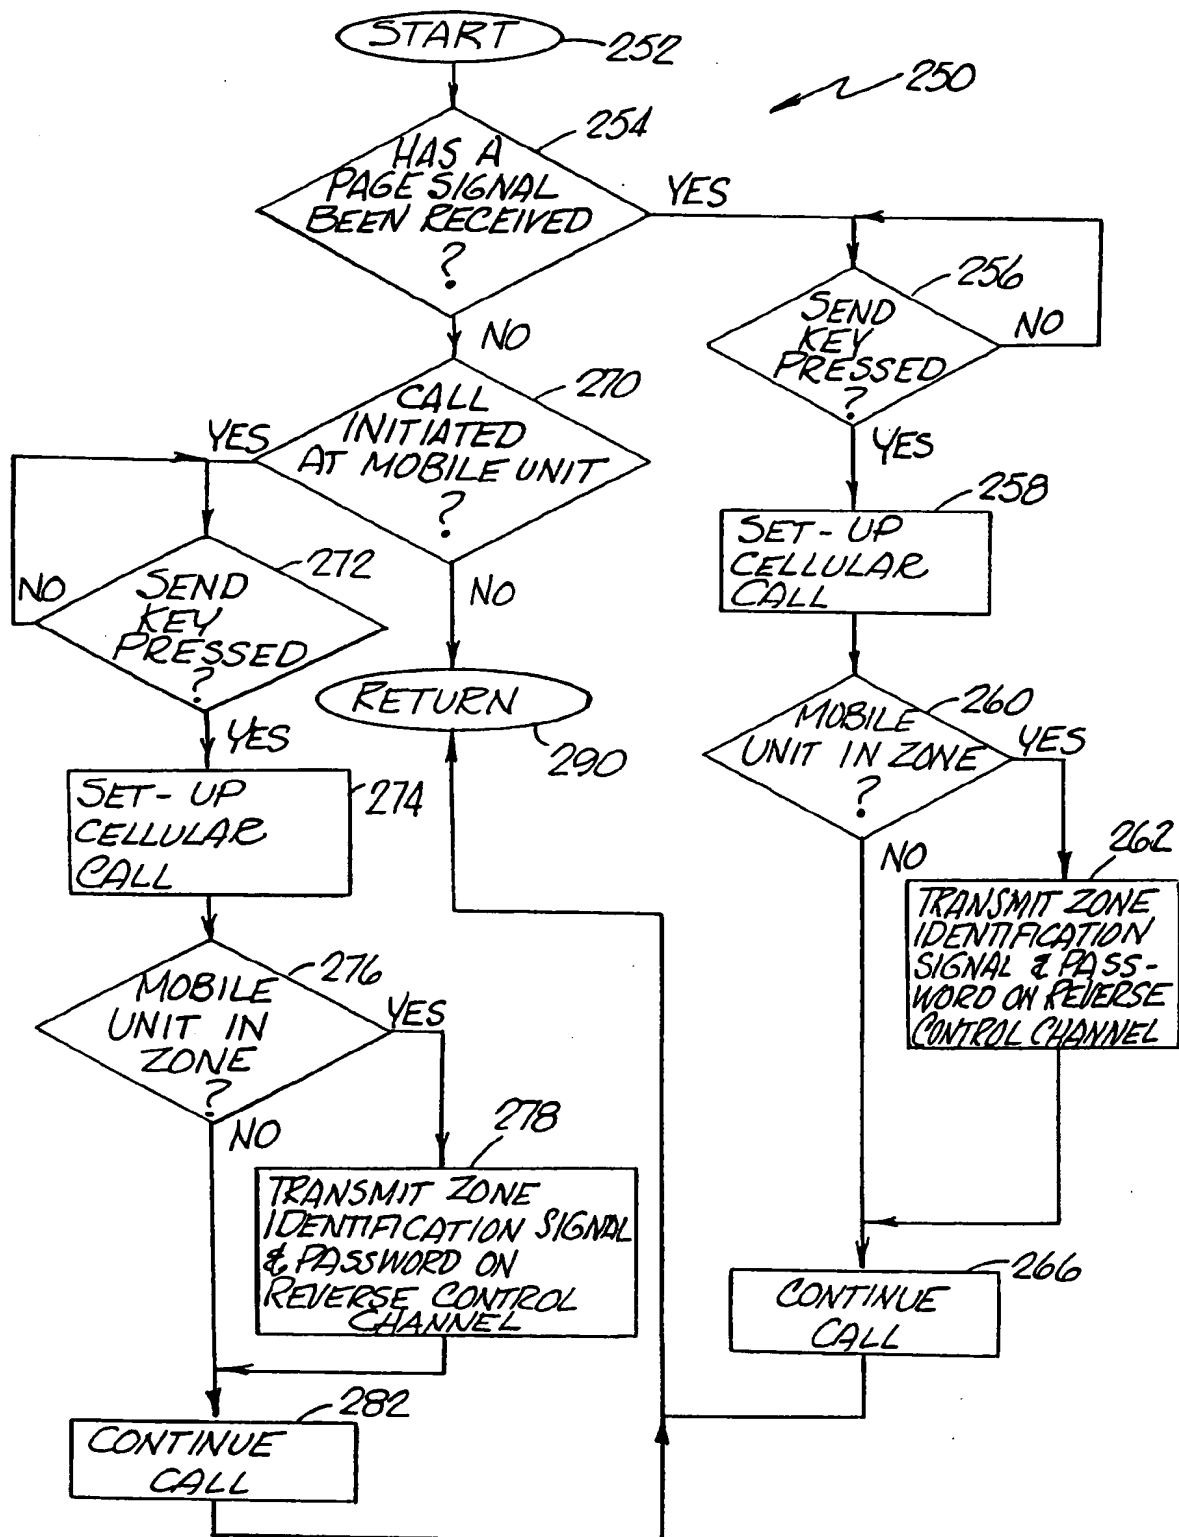 START
252
250
254
HAS A
PAGE SIGNAL
BEEN RECEIVED
?
YES
NO
256
SEND
KEY
PRESSED
?
NO
YES
270
CALL
INITIATED
AT MOBILE UNIT
?
YES
NO
258
SET-UP
CELLULAR
CALL
272
SEND
KEY
PRESSED
?
NO
YES
RETURN
290
260
MOBILE
UNIT IN ZONE
?
YES
NO
274
SET-UP
CELLULAR
CALL
262
TRANSMIT ZONE
IDENTIFICATION
SIGNAL & PASS-
WORD ON REVERSE
CONTROL CHANNEL
276
MOBILE
UNIT IN
ZONE
?
YES
NO
278
TRANSMIT ZONE
IDENTIFICATION SIGNAL
& PASSWORD ON
REVERSE CONTROL
CHANNEL
266
CONTINUE
CALL
282
CONTINUE
CALL